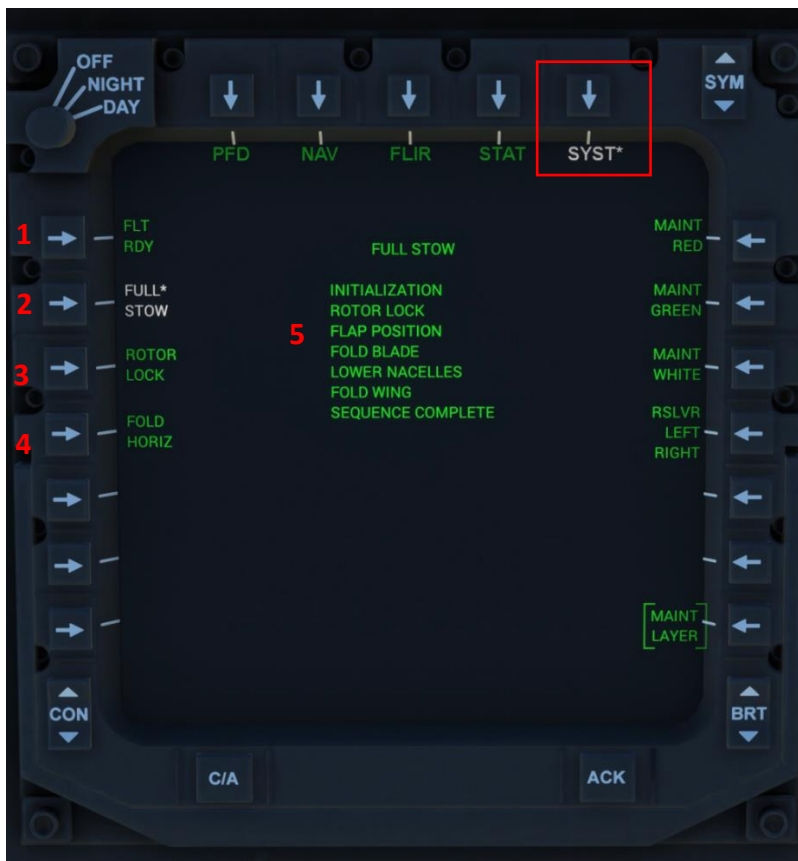 OFF
NIGHT
DAY
SYM
PFD
NAV
FLIR
STAT
SYST*
1
FLT
RDY
2
FULL*
STOW
3
ROTOR
LOCK
4
FOLD
HORIZ
FULL STOW
5
INITIALIZATION
ROTOR LOCK
FLAP POSITION
FOLD BLADE
LOWER NACELLES
FOLD WING
SEQUENCE COMPLETE
MAINT
RED
MAINT
GREEN
MAINT
WHITE
RSLVR
LEFT
RIGHT
MAINT
LAYER
CON
BRT
C/A
ACK